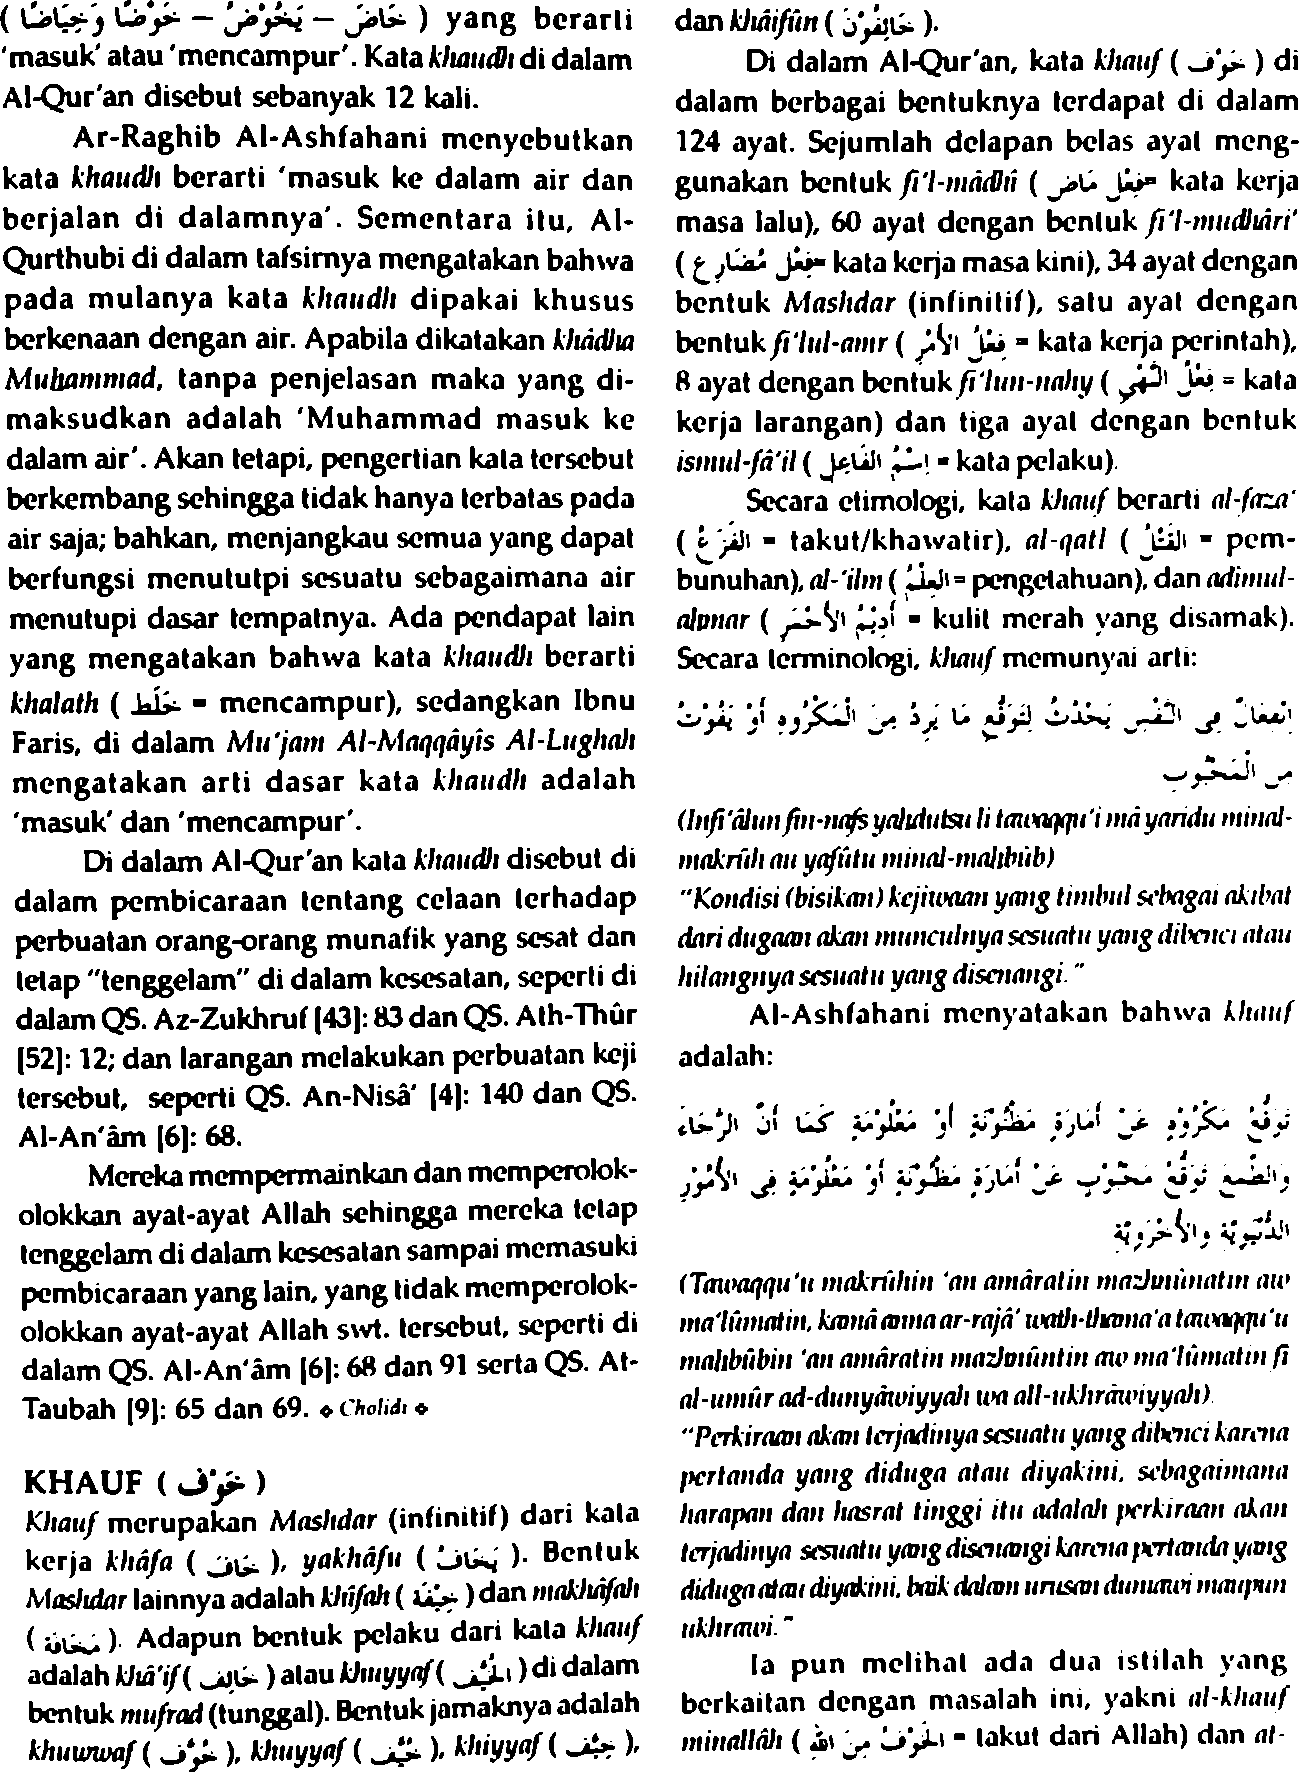 ( خَاضَ – يَخُوْضُ – خَوْضًا وَخِيَاضًا ) yang berarti
'masuk' atau 'mencampur'. Kata khaudh di dalam
Al-Qur'an disebut sebanyak 12 kali.
Ar-Raghib Al-Ashfahani menyebutkan
kata khaudh berarti 'masuk ke dalam air dan
berjalan di dalamnya'. Sementara itu, Al-
Qurthubi di dalam tafsirnya mengatakan bahwa
pada mulanya kata khaudh dipakai khusus
berkenaan dengan air. Apabila dikatakan khâdha
Muhammad, tanpa penjelasan maka yang di-
maksudkan adalah 'Muhammad masuk ke
dalam air'. Akan tetapi, pengertian kata tersebut
berkembang sehingga tidak hanya terbatas pada
air saja; bahkan, menjangkau semua yang dapat
berfungsi menututpi sesuatu sebagaimana air
menutupi dasar tempatnya. Ada pendapat lain
yang mengatakan bahwa kata khaudh berarti
khalath ( خَلَطَ = mencampur), sedangkan Ibnu
Faris, di dalam Mu'jam Al-Maqqâyîs Al-Lughah
mengatakan arti dasar kata khaudh adalah
'masuk' dan 'mencampur'.
Di dalam Al-Qur'an kata khaudh disebut di
dalam pembicaraan tentang celaan terhadap
perbuatan orang-orang munafik yang sesat dan
tetap "tenggelam" di dalam kesesatan, seperti di
dalam QS. Az-Zukhruf [43]: 83 dan QS. Ath-Thûr
[52]: 12; dan larangan melakukan perbuatan keji
tersebut, seperti QS. An-Nisâ' [4]: 140 dan QS.
Al-An'âm [6]: 68.
Mereka mempermainkan dan memperolok-
olokkan ayat-ayat Allah sehingga mereka tetap
tenggelam di dalam kesesatan sampai memasuki
pembicaraan yang lain, yang tidak memperolok-
olokkan ayat-ayat Allah swt. tersebut, seperti di
dalam QS. Al-An'âm [6]: 68 dan 91 serta QS. At-
Taubah [9]: 65 dan 69. ⋄ Cholidi ⋄
KHAUF ( خَوْف )
Khauf merupakan Mashdar (infinitif) dari kata
kerja khâfa ( خَافَ ), yakhâfu ( يَخَافُ ). Bentuk
Mashdar lainnya adalah khîfah ( خِيْفَة ) dan makhâfah
( مَخَافَة ). Adapun bentuk pelaku dari kata khauf
adalah khâ'if ( خَائِف ) atau khuyyaf ( الخُيَّف ) di dalam
bentuk mufrad (tunggal). Bentuk jamaknya adalah
khuwwaf ( خُوَّف ), khuyyaf ( خُيَّف ), khiyyaf ( خِيَّف ),
dan khâifûn ( خَائِفُوْنَ ).
Di dalam Al-Qur'an, kata khauf ( خَوْف ) di
dalam berbagai bentuknya terdapat di dalam
124 ayat. Sejumlah delapan belas ayat meng-
gunakan bentuk fi'l-mâdhî ( فِعْل مَاض = kata kerja
masa lalu), 60 ayat dengan bentuk fi'l-mudhâri'
( فِعْل مُضَارِع = kata kerja masa kini), 34 ayat dengan
bentuk Mashdar (infinitif), satu ayat dengan
bentuk fi'lul-amr ( فِعْلُ الأَمْرِ = kata kerja perintah),
8 ayat dengan bentuk fi'lun-nahy ( فِعْلُ النَّهْيِ = kata
kerja larangan) dan tiga ayat dengan bentuk
ismul-fâ'il ( اِسْمُ الفَاعِل = kata pelaku).
Secara etimologi, kata khauf berarti al-faza'
( الفَزَعُ = takut/khawatir), al-qatl ( القَتْلُ = pem-
bunuhan), al-'ilm ( العِلْمُ = pengetahuan), dan adimul-
ahmar ( أَدِيْمُ الأَحْمَرِ = kulit merah yang disamak).
Secara terminologi, khauf memunyai arti:
اِنْفِعَالٌ فِي النَّفْسِ يَحْدُثُ لِتَوَقُّعِ مَا يَرِدُ مِنَ الْمَكْرُوهِ أَوْ يَفُوْتُ
مِنَ الْمَحْبُوبِ
(Infi'âlun fin-nafs yahdutsu li tawaqqu'i mâ yaridu minal-
makrûh au yafûtu minal-mahbûb)
"Kondisi (bisikan) kejiwaan yang timbul sebagai akibat
dari dugaan akan munculnya sesuatu yang dibenci atau
hilangnya sesuatu yang disenangi."
Al-Ashfahani menyatakan bahwa khauf
adalah:
تَوَقُّعُ مَكْرُوْهٍ عَنْ أَمَارَةٍ مَظْنُوْنَةٍ أَوْ مَعْلُوْمَةٍ كَمَا أَنَّ الرَّجَاءَ
وَالطَّمَعَ تَوَقُّعُ مَحْبُوْبٍ عَنْ أَمَارَةٍ مَظْنُوْنَةٍ أَوْ مَعْلُوْمَةٍ فِى الأُمُوْرِ
الدُّنْيَوِيَّةِ وَالأُخْرَوِيَّةِ
(Tawaqqu'u makrûhin 'an amâratin mazhnûnatin aw
ma'lûmatin, kamâ anna ar-rajâ' wath-thama'a tawaqqu'u
mahbûbin 'an amâratin mazhnûntin aw ma'lûmatin fi
al-umûr ad-dunyâwiyyah wa all-ukhrâwiyyah).
"Perkiraan akan terjadinya sesuatu yang dibenci karena
pertanda yang diduga atau diyakini, sebagaimana
harapan dan hasrat tinggi itu adalah perkiraan akan
terjadinya sesuatu yang disenangi karena pertanda yang
diduga atau diyakini, baik dalam urusan duniawi maupun
ukhrawi."
Ia pun melihat ada dua istilah yang
berkaitan dengan masalah ini, yakni al-khauf
minallâh ( الْخَوْفُ مِنَ الله = takut dari Allah) dan al-